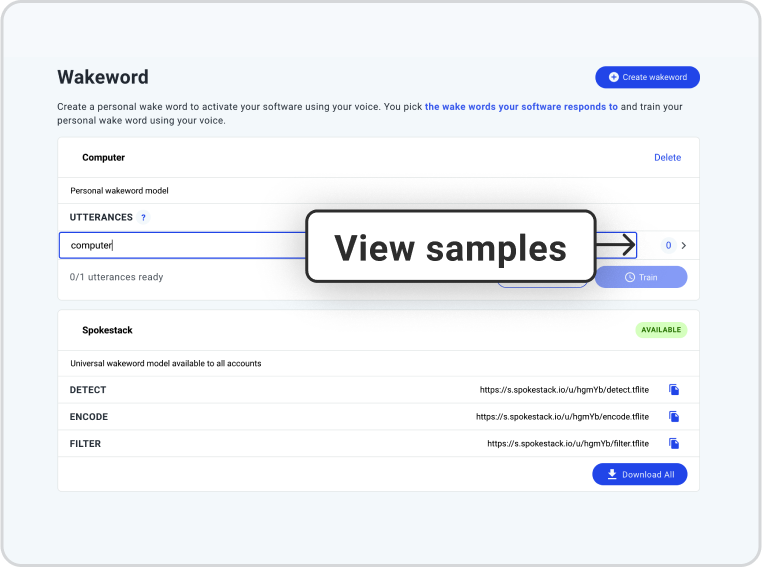 Wakeword
Create wakeword
Create a personal wake word to activate your software using your voice. You pick the wake words your software responds to and train your
personal wake word using your voice.
Computer
Delete
Personal wakeword model
UTTERANCES ?
computer
View samples
0
0/1 utterances ready
Train
Spokestack
AVAILABLE
Universal wakeword model available to all accounts
DETECT https://s.spokestack.io/u/hgmYb/detect.tflite
ENCODE https://s.spokestack.io/u/hgmYb/encode.tflite
FILTER https://s.spokestack.io/u/hgmYb/filter.tflite
Download All